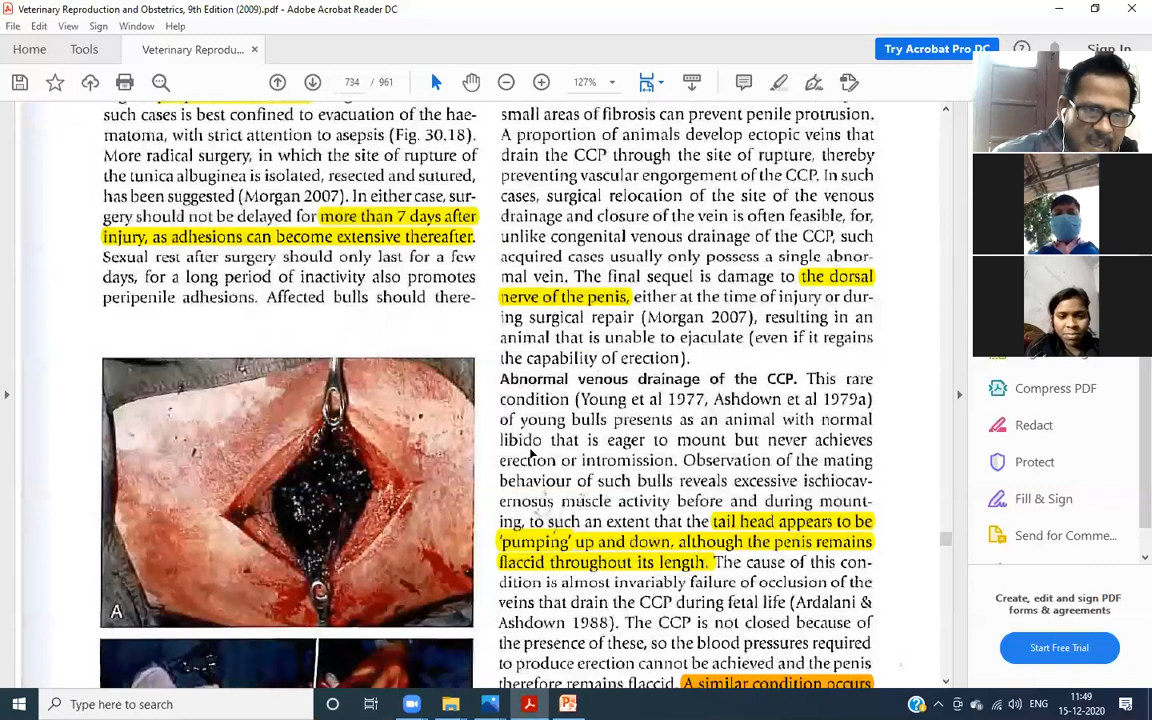 Veterinary Reproduction and Obstetrics, 9th Edition (2009).pdf - Adobe Acrobat Reader DC
File Edit View Sign Window Help
Home Tools Veterinary Reprodu... × Try Acrobat Pro DC Sign In
734 / 961 127%
such cases is best confined to evacuation of the hae-
matoma, with strict attention to asepsis (Fig. 30.18).
More radical surgery, in which the site of rupture of
the tunica albuginea is isolated, resected and sutured,
has been suggested (Morgan 2007). In either case, sur-
gery should not be delayed for more than 7 days after
injury, as adhesions can become extensive thereafter.
Sexual rest after surgery should only last for a few
days, for a long period of inactivity also promotes
peripenile adhesions. Affected bulls should there-
A
small areas of fibrosis can prevent penile protrusion.
A proportion of animals develop ectopic veins that
drain the CCP through the site of rupture, thereby
preventing vascular engorgement of the CCP. In such
cases, surgical relocation of the site of the venous
drainage and closure of the vein is often feasible, for,
unlike congenital venous drainage of the CCP, such
acquired cases usually only possess a single abnor-
mal vein. The final sequel is damage to the dorsal
nerve of the penis, either at the time of injury or dur-
ing surgical repair (Morgan 2007), resulting in an
animal that is unable to ejaculate (even if it regains
the capability of erection).
Abnormal venous drainage of the CCP. This rare
condition (Young et al 1977, Ashdown et al 1979a)
of young bulls presents as an animal with normal
libido that is eager to mount but never achieves
erection or intromission. Observation of the mating
behaviour of such bulls reveals excessive ischiocav-
ernosus muscle activity before and during mount-
ing, to such an extent that the tail head appears to be
'pumping' up and down, although the penis remains
flaccid throughout its length. The cause of this con-
dition is almost invariably failure of occlusion of the
veins that drain the CCP during fetal life (Ardalani &
Ashdown 1988). The CCP is not closed because of
the presence of these, so the blood pressures required
to produce erection cannot be achieved and the penis
therefore remains flaccid. A similar condition occurs
Compress PDF
Redact
Protect
Fill & Sign
Send for Comme...
Create, edit and sign PDF
forms & agreements
Start Free Trial
Type here to search
ENG
11:49
15-12-2020